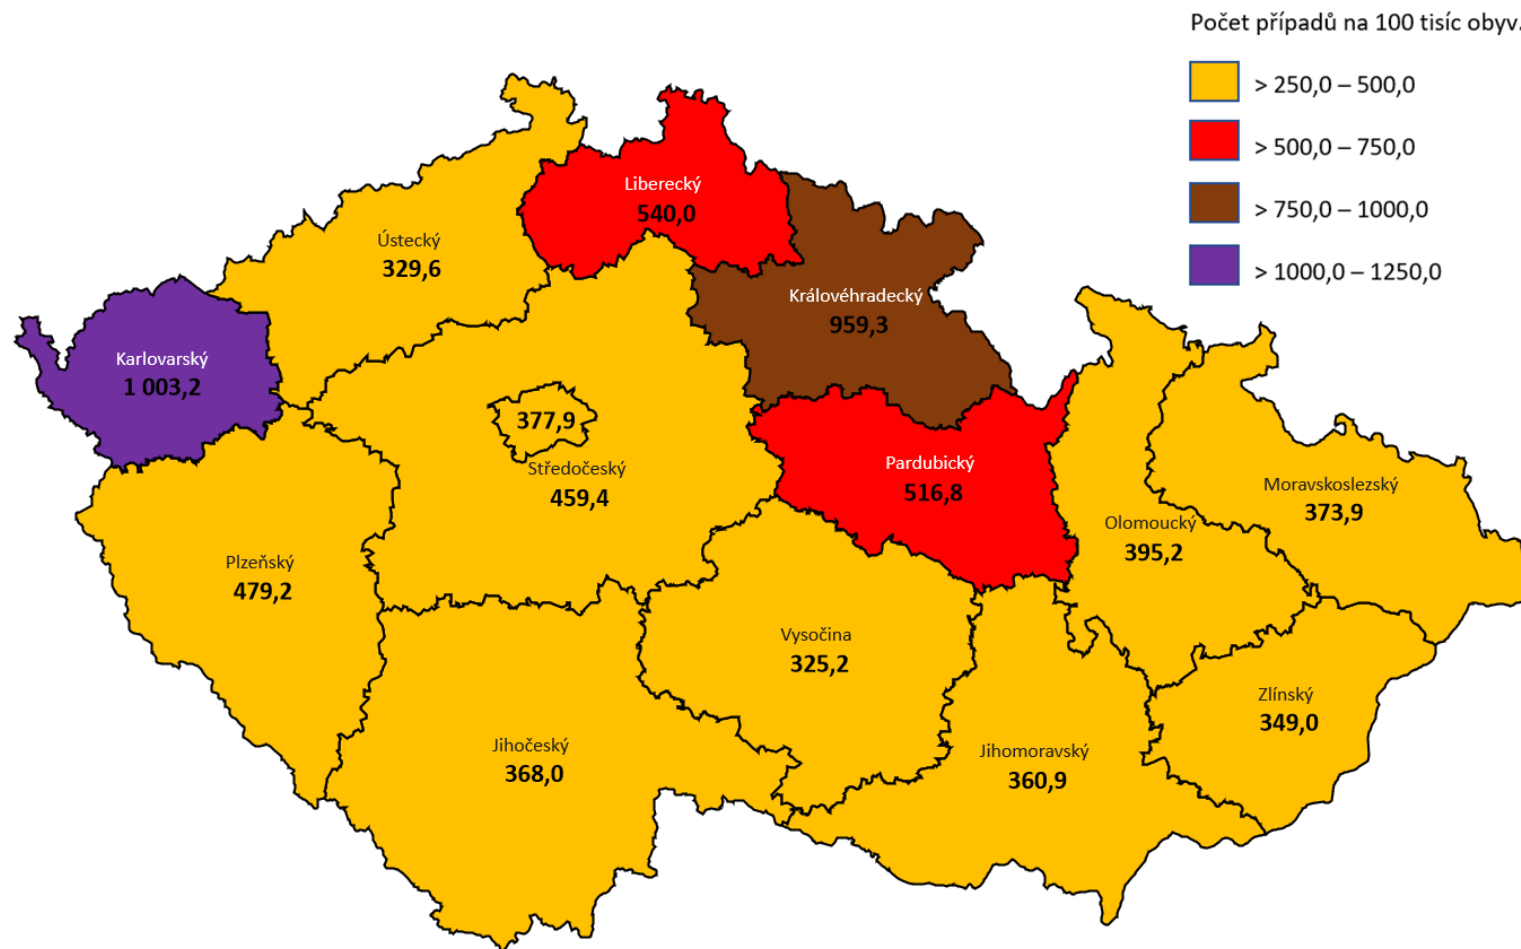 Počet případů na 100 tisíc obyv.
> 250,0 – 500,0
> 500,0 – 750,0
> 750,0 – 1000,0
> 1000,0 – 1250,0
Liberecký
540,0
Ústecký
329,6
Královéhradecký
959,3
Karlovarský
1 003,2
377,9
Středočeský
459,4
Pardubický
516,8
Moravskoslezský
373,9
Olomoucký
395,2
Plzeňský
479,2
Vysočina
325,2
Zlínský
349,0
Jihočeský
368,0
Jihomoravský
360,9